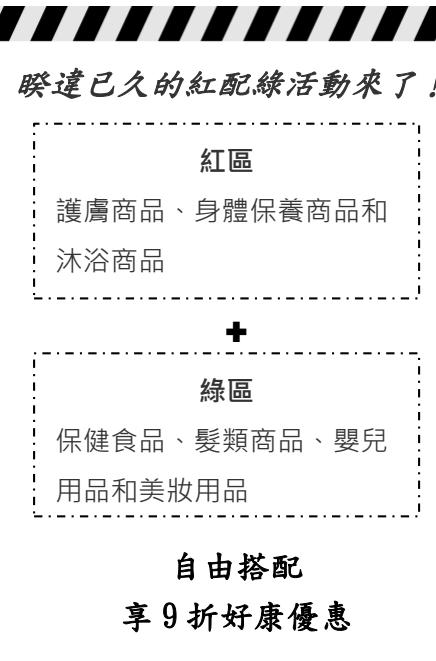 睽違已久的紅配綠活動來了!
紅區
護膚商品、身體保養商品和
沐浴商品
+
綠區
保健食品、髮類商品、嬰兒
用品和美妝用品
自由搭配
享9折好康優惠